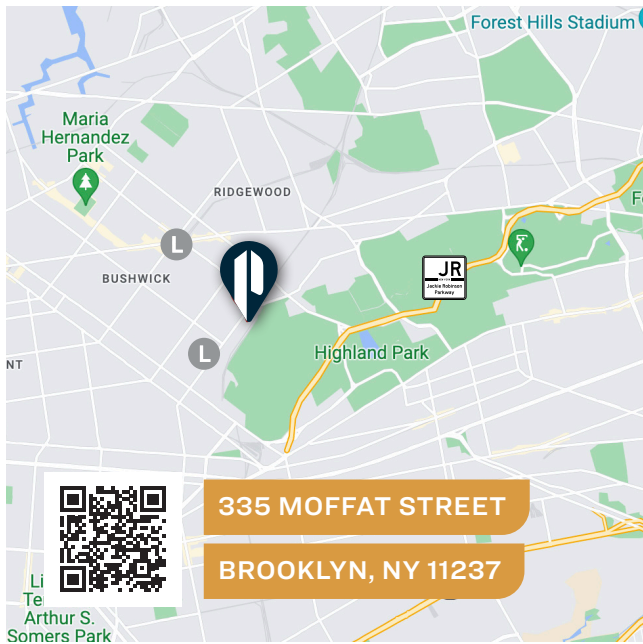 Forest Hills Stadium
Maria
Hernandez
Park
RIDGEWOOD
L
BUSHWICK
JR
Jackie Robinson
Parkway
L
NT
Highland Park
335 MOFFAT STREET
BROOKLYN, NY 11237
Arthur S.
Somers Park